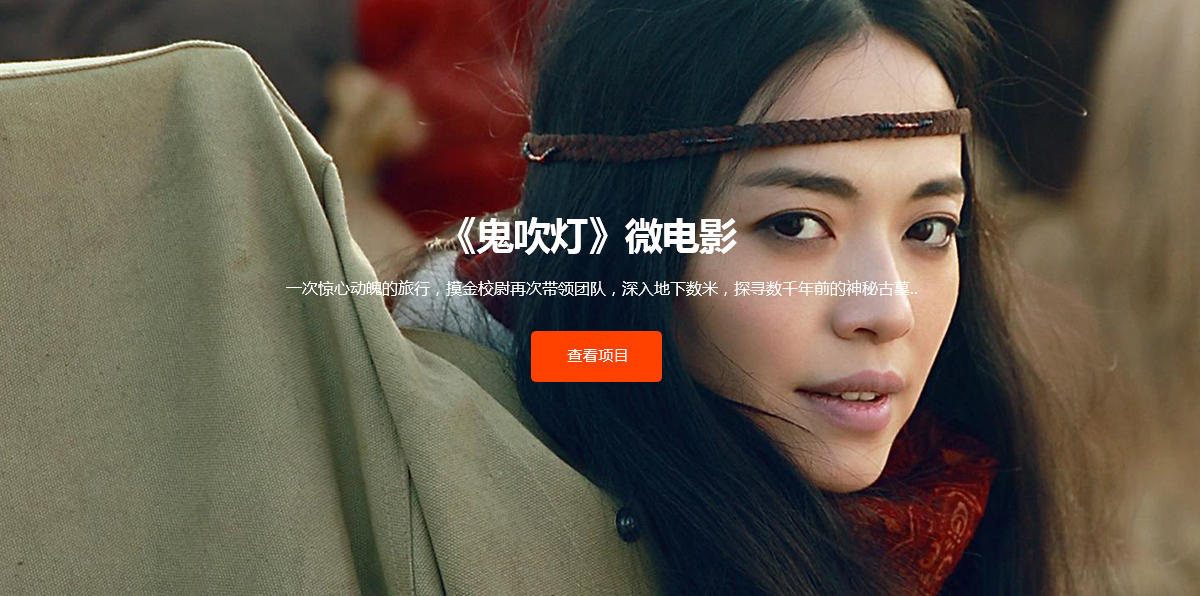 《鬼吹灯》微电影
一次惊心动魄的旅行，摸金校尉再次带领团队，深入地下数米，探寻数千年前的神秘古墓..
查看项目